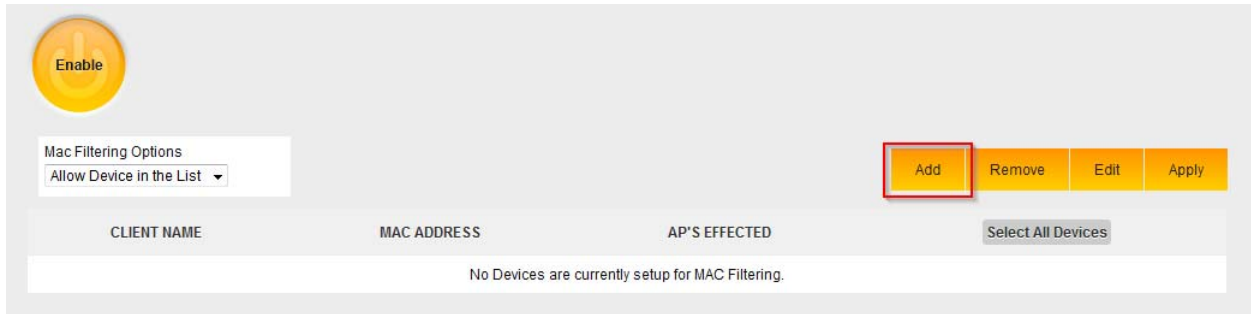 Enable
Mac Filtering Options
Allow Device in the List
Add Remove Edit Apply
CLIENT NAME MAC ADDRESS AP'S EFFECTED Select All Devices
No Devices are currently setup for MAC Filtering.